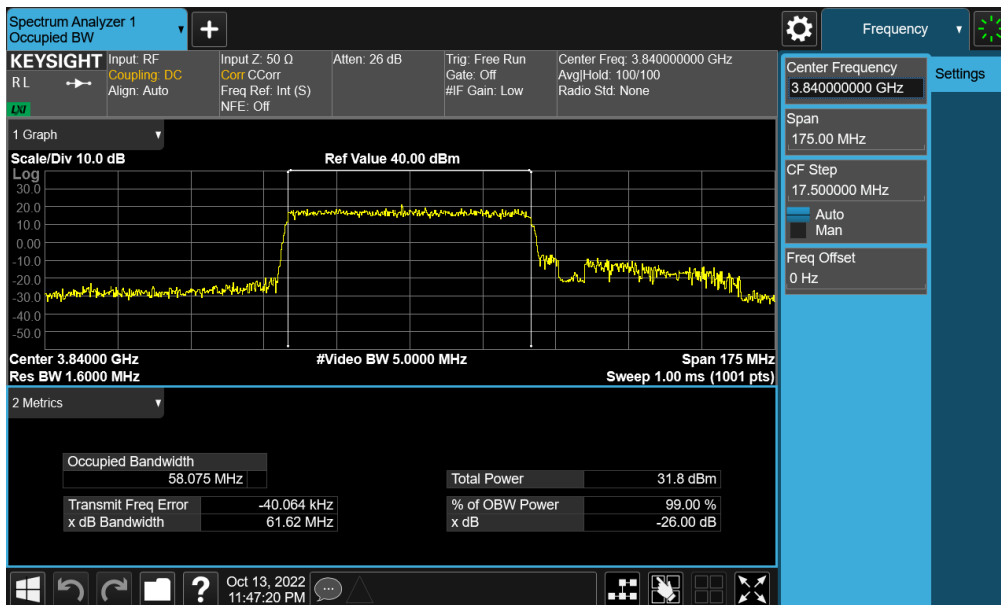 Spectrum Analyzer 1
Occupied BW
Frequency
KEYSIGHT
R L
LXI
Input: RF
Coupling: DC
Align: Auto
Input Z: 50 Ω
Corr CCorr
Freq Ref: Int (S)
NFE: Off
Atten: 26 dB
Trig: Free Run
Gate: Off
#IF Gain: Low
Center Freq: 3.840000000 GHz
Avg|Hold: 100/100
Radio Std: None
Center Frequency
3.840000000 GHz
Settings
Span
175.00 MHz
CF Step
17.500000 MHz
Auto
Man
Freq Offset
0 Hz
1 Graph
Scale/Div 10.0 dB
Ref Value 40.00 dBm
Log
30.0
20.0
10.0
0.00
-10.0
-20.0
-30.0
-40.0
-50.0
Center 3.84000 GHz
#Video BW 5.0000 MHz
Span 175 MHz
Res BW 1.6000 MHz
Sweep 1.00 ms (1001 pts)
2 Metrics
Occupied Bandwidth
58.075 MHz
Total Power 31.8 dBm
Transmit Freq Error -40.064 kHz
% of OBW Power 99.00 %
x dB Bandwidth 61.62 MHz
x dB -26.00 dB
?
Oct 13, 2022
11:47:20 PM